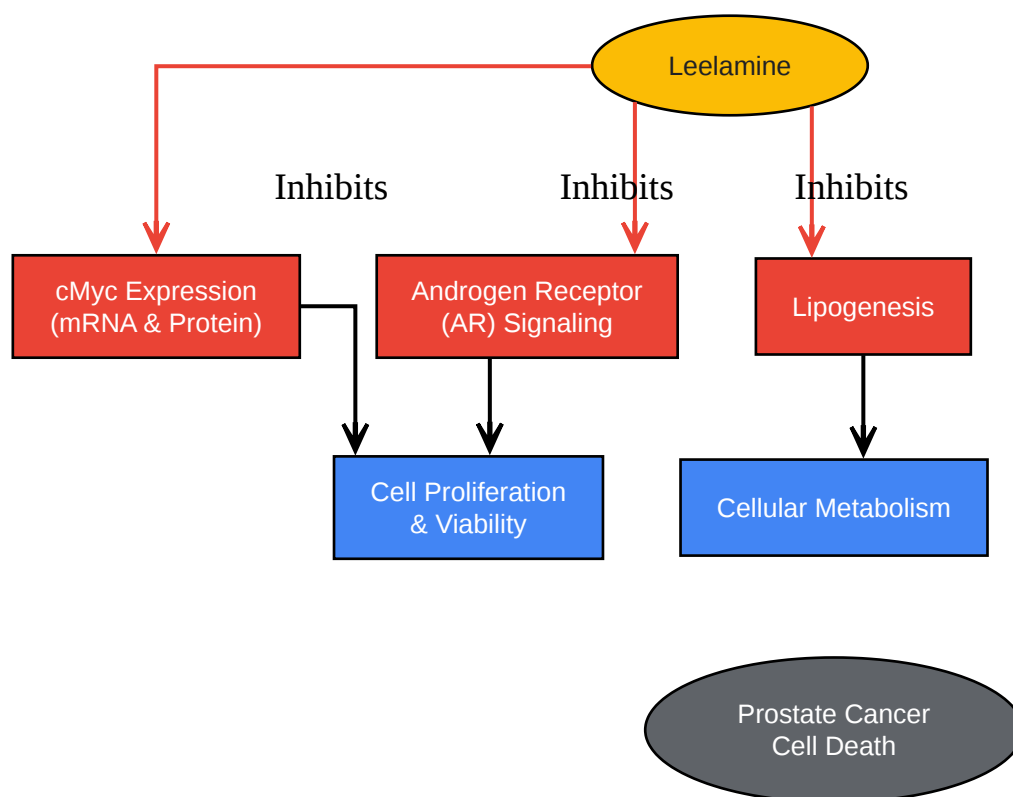 Leelamine
Inhibits
Inhibits
Inhibits
cMyc Expression
(mRNA & Protein)
Androgen Receptor
(AR) Signaling
Lipogenesis
Cell Proliferation
& Viability
Cellular Metabolism
Prostate Cancer
Cell Death